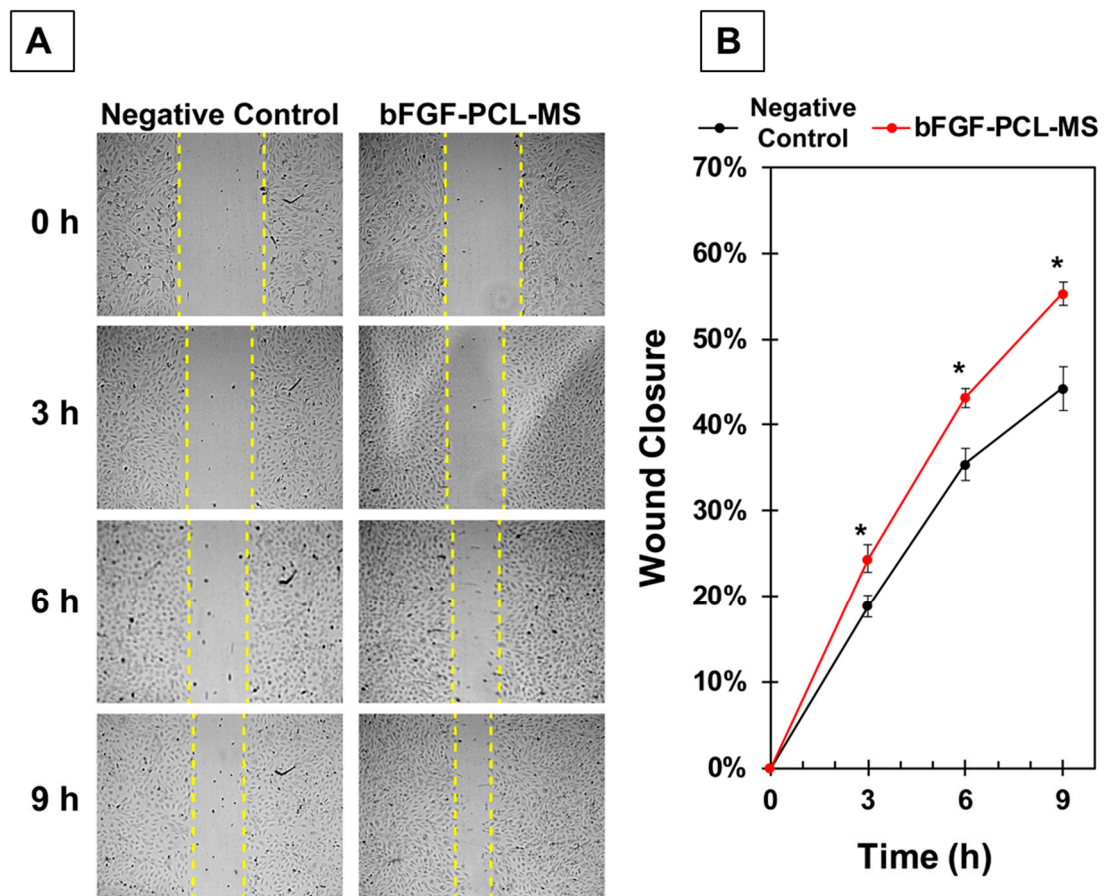 A
B
Negative Control
bFGF-PCL-MS
0 h
3 h
6 h
9 h
Negative
Control
bFGF-PCL-MS
70%
60%
50%
40%
30%
20%
10%
0%
Wound Closure
*
*
*
0
3
6
9
Time (h)